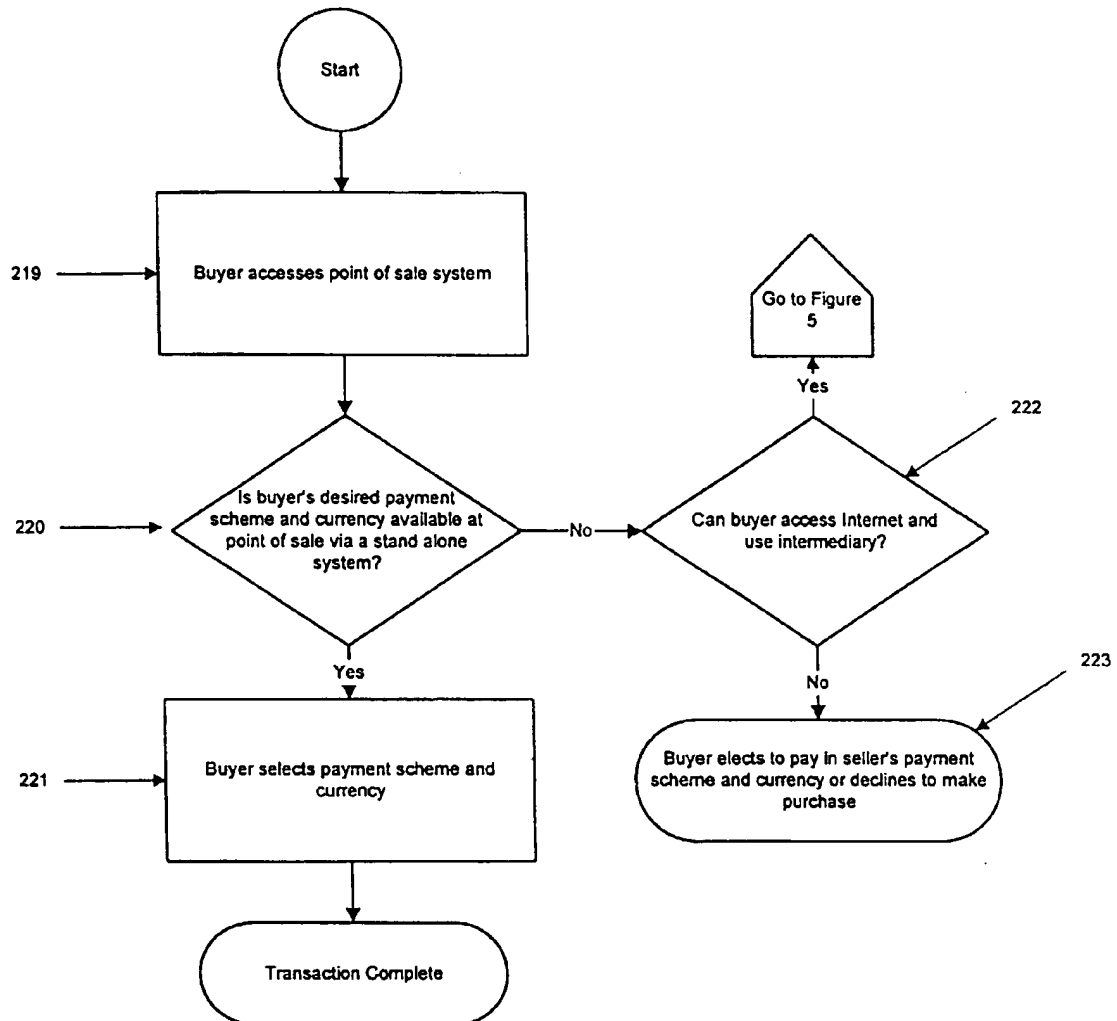 Start
219
Buyer accesses point of sale system
Go to Figure
5
Yes
222
220
Is buyer's desired payment
scheme and currency available at
point of sale via a stand alone
system?
No
Can buyer access Internet and
use intermediary?
Yes
No
223
221
Buyer selects payment scheme and
currency
Buyer elects to pay in seller's payment
scheme and currency or declines to make
purchase
Transaction Complete